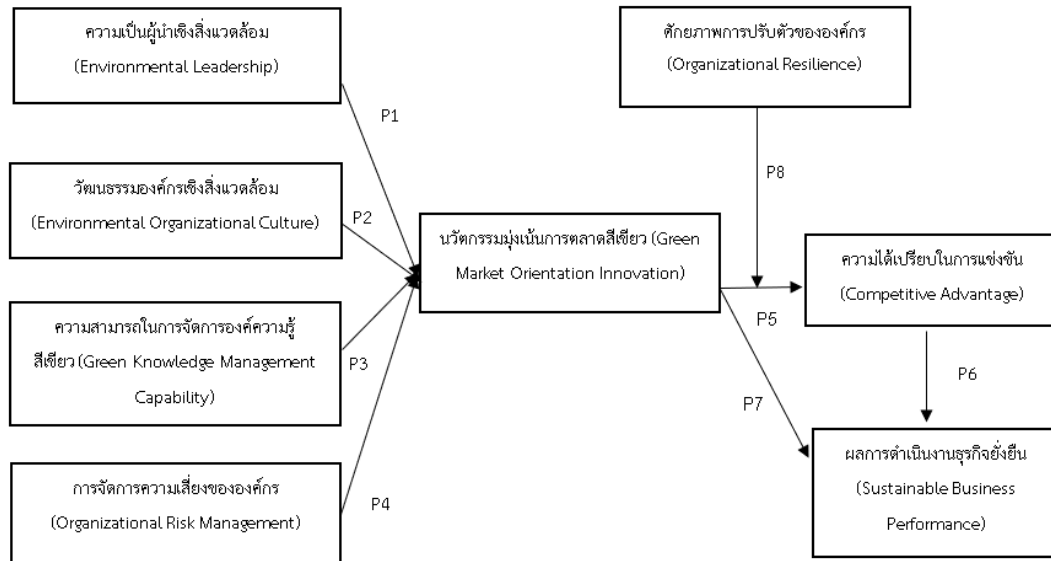 ความเป็นผู้นำเชิงสิ่งแวดล้อม
(Environmental Leadership)
ศักยภาพการปรับตัวขององค์กร
(Organizational Resilience)
P1
วัฒนธรรมองค์กรเชิงสิ่งแวดล้อม
(Environmental Organizational Culture)
P2
P8
นวัตกรรมมุ่งเน้นการตลาดสีเขียว (Green
Market Orientation Innovation)
ความได้เปรียบในการแข่งขัน
(Competitive Advantage)
P5
ความสามารถในการจัดการองค์ความรู้
สีเขียว (Green Knowledge Management
Capability)
P3
P6
P7
การจัดการความเสี่ยงขององค์กร
(Organizational Risk Management)
P4
ผลการดำเนินงานธุรกิจยั่งยืน
(Sustainable Business
Performance)